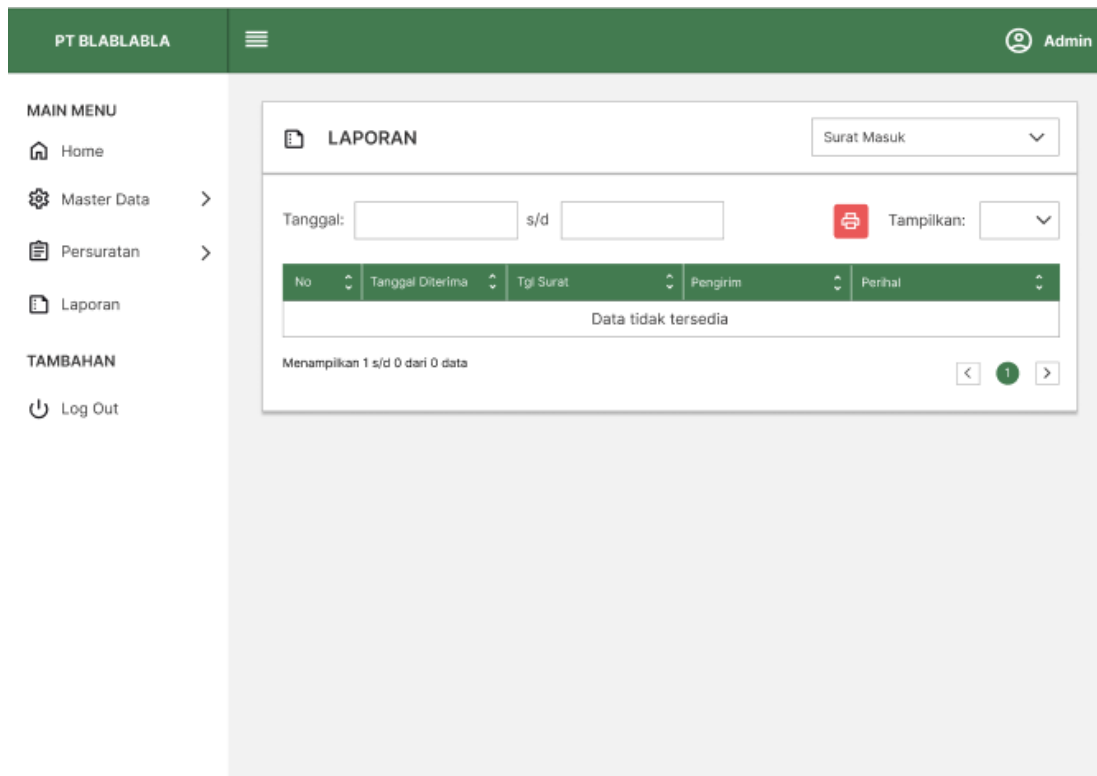 PT BLABLABLA
Admin
MAIN MENU
Home
Master Data
Persuratan
Laporan
TAMBAHAN
Log Out
LAPORAN
Surat Masuk
Tanggal: s/d
Tampilkan:
No Tanggal Diterima Tgl Surat Pengirim Perihal
Data tidak tersedia
Menampilkan 1 s/d 0 dari 0 data
1